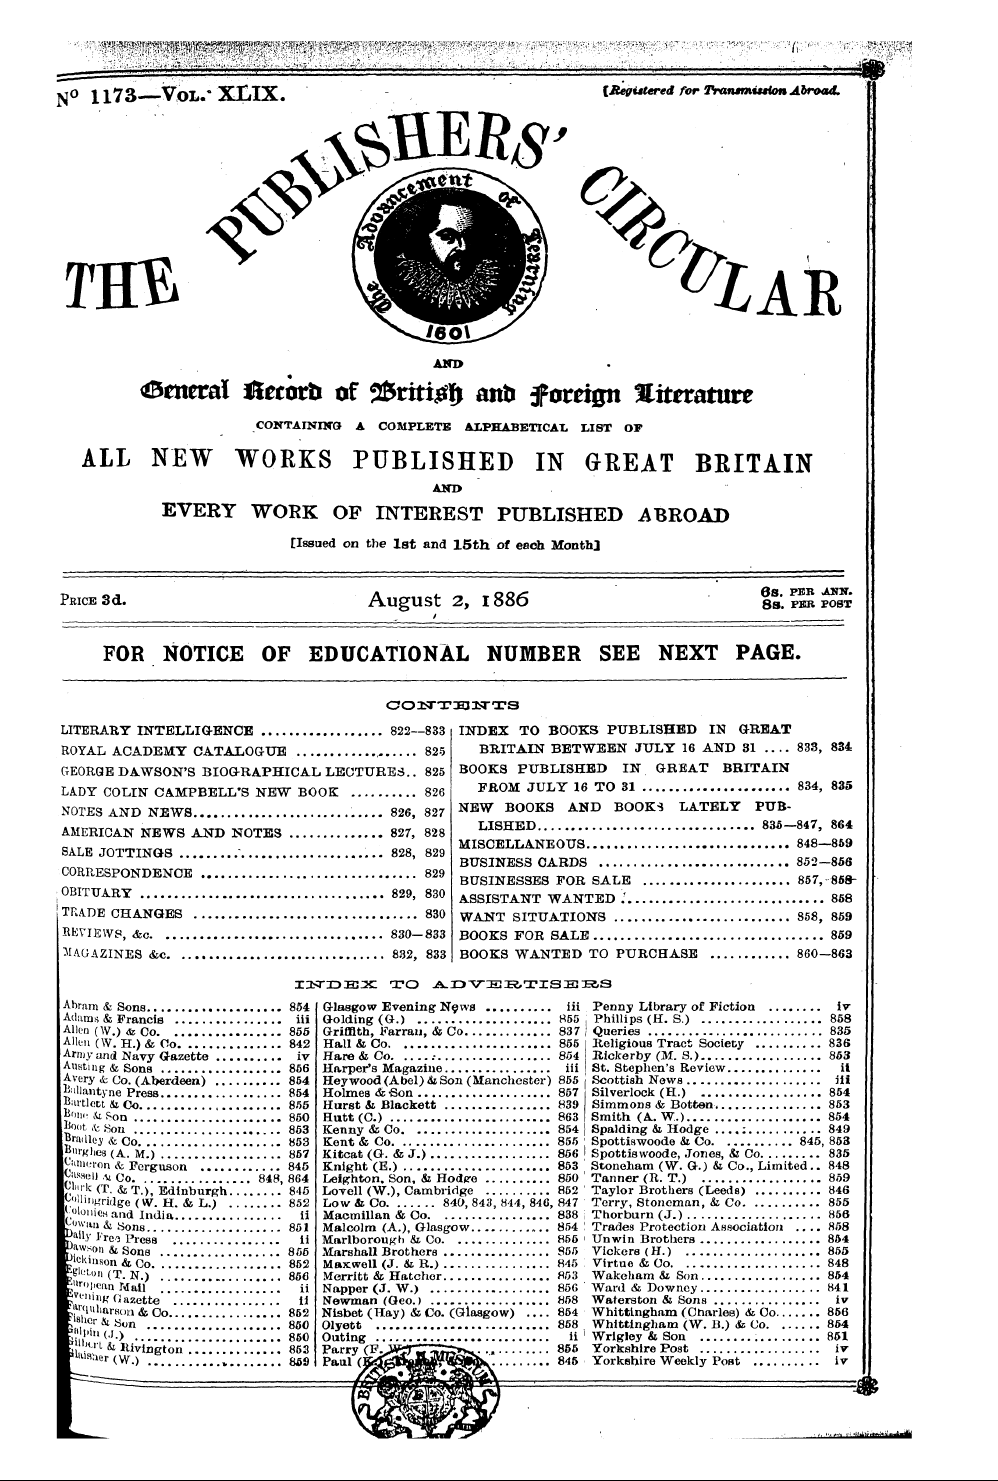 Nº 1173—VOL. XLIX.
[Registered for Transmission Abroad.
THE PUBLISHERS' CIRCULAR
The Advancement of Learning
1601
AND
General Record of British and Foreign Literature
CONTAINING A COMPLETE ALPHABETICAL LIST OF
ALL NEW WORKS PUBLISHED IN GREAT BRITAIN
AND
EVERY WORK OF INTEREST PUBLISHED ABROAD
[Issued on the 1st and 15th of each Month]
PRICE 3d.
August 2, 1886
6s. PER ANN.
8s. PER POST
FOR NOTICE OF EDUCATIONAL NUMBER SEE NEXT PAGE.
CONTENTS
LITERARY INTELLIGENCE .................. 822—833
ROYAL ACADEMY CATALOGUE .................. 825
GEORGE DAWSON'S BIOGRAPHICAL LECTURES.. 825
LADY COLIN CAMPBELL'S NEW BOOK .......... 826
NOTES AND NEWS............................ 826, 827
AMERICAN NEWS AND NOTES .............. 827, 828
SALE JOTTINGS .............................. 828, 829
CORRESPONDENCE ................................ 829
OBITUARY .................................... 829, 830
TRADE CHANGES ................................. 830
REVIEWS, &c. ................................ 830—833
MAGAZINES &c. .............................. 832, 833
INDEX TO BOOKS PUBLISHED IN GREAT
BRITAIN BETWEEN JULY 16 AND 31 .... 833, 834
BOOKS PUBLISHED IN GREAT BRITAIN
FROM JULY 16 TO 31 ...................... 834, 835
NEW BOOKS AND BOOKS LATELY PUB-
LISHED................................ 835—847, 864
MISCELLANEOUS.............................. 848—859
BUSINESS CARDS ............................ 852—856
BUSINESSES FOR SALE ...................... 857, 858
ASSISTANT WANTED .............................. 858
WANT SITUATIONS .......................... 858, 859
BOOKS FOR SALE.................................. 859
BOOKS WANTED TO PURCHASE ............ 860—863
INDEX TO ADVERTISERS
Abram & Sons.................... 854
Adams & Francis ................ iii
Allen (W.) & Co. ................ 855
Allen (W. H.) & Co. .............. 842
Army and Navy Gazette .......... iv
Austing & Sons .................. 856
Avery & Co. (Aberdeen) .......... 854
Ballantyne Press.................. 854
Bartlett & Co. .................... 855
Bone & Son ...................... 850
Boot & Son ...................... 853
Bradley & Co. .................... 853
Burghes (A. M.) .................. 857
Cameron & Ferguson ............ 845
Cassell & Co. ................ 848, 864
Clark (T. & T.), Edinburgh........ 845
Collingridge (W. H. & L.) ........ 852
Colonies and India................ ii
Cowan & Sons.................... 851
Daily Free Press ................ ii
Dawson & Sons .................. 855
Dickinson & Co. .................. 852
Egleton (T. N.) .................. 856
European Mail .................. ii
Evening Gazette .................. ii
Farquharson & Co................. 852
Fisher & Son .................... 850
Galpin (J.) ...................... 850
Gilbert & Rivington .............. 853
Glaisher (W.) .................... 859
Glasgow Evening News .......... iii
Golding (G.) .................... 855
Griffith, Farran, & Co. ............ 837
Hall & Co. ...................... 855
Hare & Co. ...................... 854
Harper's Magazine................ iii
Heywood (Abel) & Son (Manchester) 855
Holmes & Son .................... 857
Hurst & Blackett ................ 839
Hutt (C.) ........................ 863
Kenny & Co. .................... 854
Kent & Co. ...................... 855
Kitcat (G. & J.) .................. 856
Knight (E.) ...................... 853
Leighton, Son, & Hodge .......... 850
Lovell (W.), Cambridge .......... 852
Low & Co. ...... 840, 843, 844, 846, 847
Macmillan & Co. ................ 838
Malcolm (A.), Glasgow............ 854
Marlborough & Co. .............. 855
Marshall Brothers ................ 855
Maxwell (J. & R.) ................ 845
Merritt & Hatcher................ 853
Napper (J. W.) .................. 856
Newman (Geo.) .................. 858
Nisbet (Hay) & Co. (Glasgow) .... 854
Olyett .......................... 858
Outing .......................... ii
Parry (F. W.) .................... 855
Paul .................... 845
Penny Library of Fiction ........ iv
Phillips (H. S.) .................. 858
Queries .......................... 835
Religious Tract Society .......... 836
Rickerby (M. S.).................. 853
St. Stephen's Review.............. ii
Scottish News .................... iii
Silverlock (H.) .................. 854
Simmons & Botten................ 853
Smith (A. W.).................... 854
Spalding & Hodge ................ 849
Spottiswoode & Co. .......... 845, 853
Spottiswoode, Jones, & Co......... 835
Stoneham (W. G.) & Co., Limited.. 848
Tanner (R. T.) .................. 859
Taylor Brothers (Leeds) .......... 846
Terry, Stoneman, & Co. .......... 855
Thorburn (J.) .................... 856
Trades Protection Association .... 858
Unwin Brothers .................. 854
Vickers (H.) .................... 855
Virtue & Co. .................... 848
Wakeham & Son.................. 854
Ward & Downey.................. 841
Waterston & Sons ................ iv
Whittingham (Charles) & Co....... 856
Whittingham (W. B.) & Co. ...... 854
Wrigley & Son .................. 851
Yorkshire Post .................. iv
Yorkshire Weekly Post .......... iv
BRITISH MUSEUM